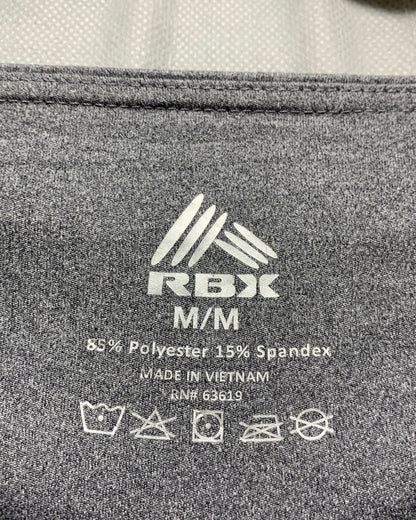 RBX
M/M
85% Polyester 15% Spandex
MADE IN VIETNAM
RN# 63619